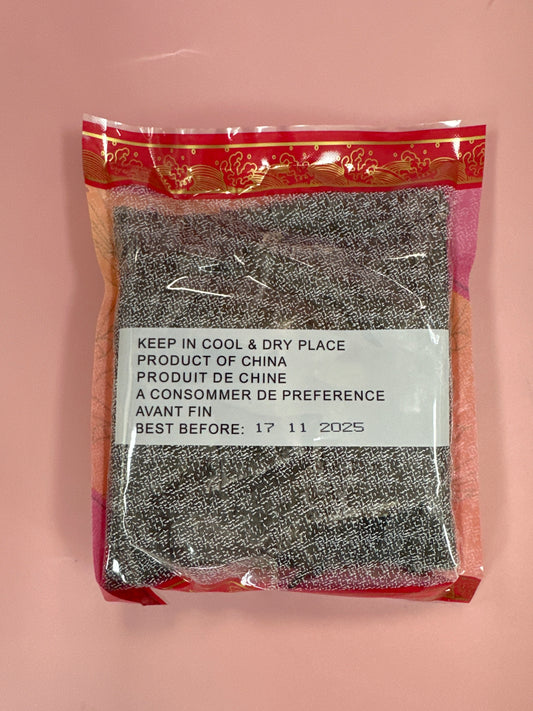 KEEP IN COOL & DRY PLACE
PRODUCT OF CHINA
PRODUIT DE CHINE
A CONSOMMER DE PREFERENCE
AVANT FIN
BEST BEFORE: 17 11 2025